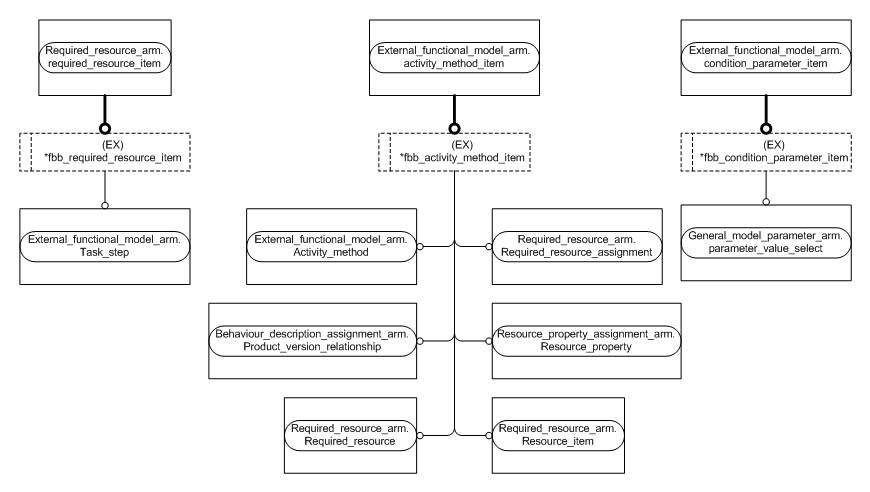 Required_resource_arm.
required_resource_item
External_functional_model_arm.
activity_method_item
External_functional_model_arm.
condition_parameter_item
(EX)
*fbb_required_resource_item
(EX)
*fbb_activity_method_item
(EX)
*fbb_condition_parameter_item
External_functional_model_arm.
Task_step
External_functional_model_arm.
Activity_method
Required_resource_arm.
Required_resource_assignment
General_model_parameter_arm.
parameter_value_select
Behaviour_description_assignment_arm.
Product_version_relationship
Resource_property_assignment_arm.
Resource_property
Required_resource_arm.
Required_resource
Required_resource_arm.
Resource_item